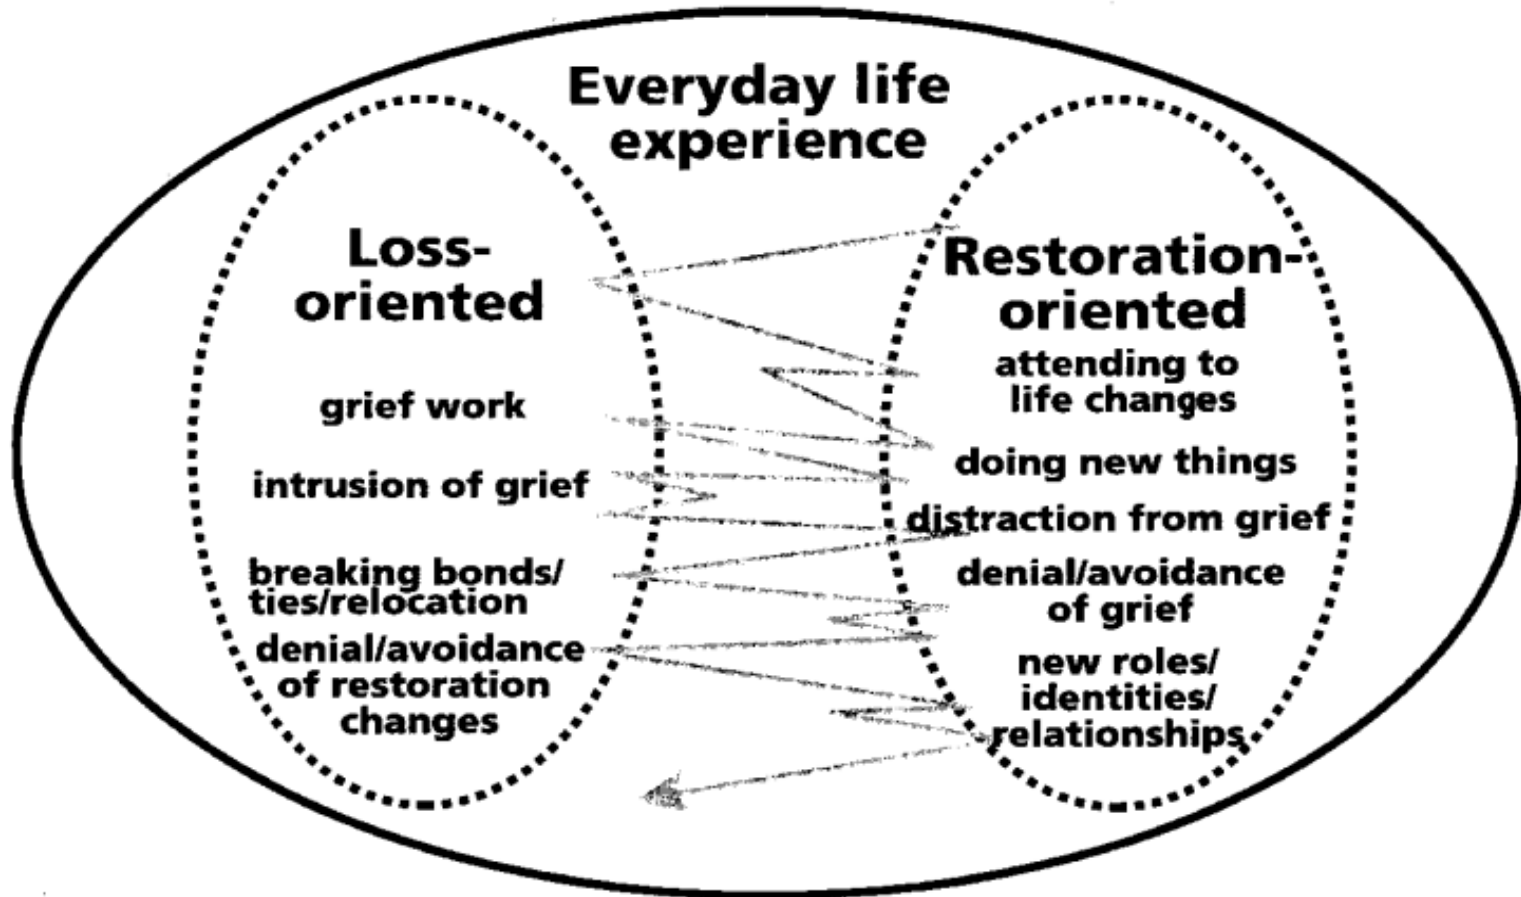 Everyday life
experience
Loss-
oriented
grief work
intrusion of grief
breaking bonds/
ties/relocation
denial/avoidance
of restoration
changes
Restoration-
oriented
attending to
life changes
doing new things
distraction from grief
denial/avoidance
of grief
new roles/
identities/
relationships